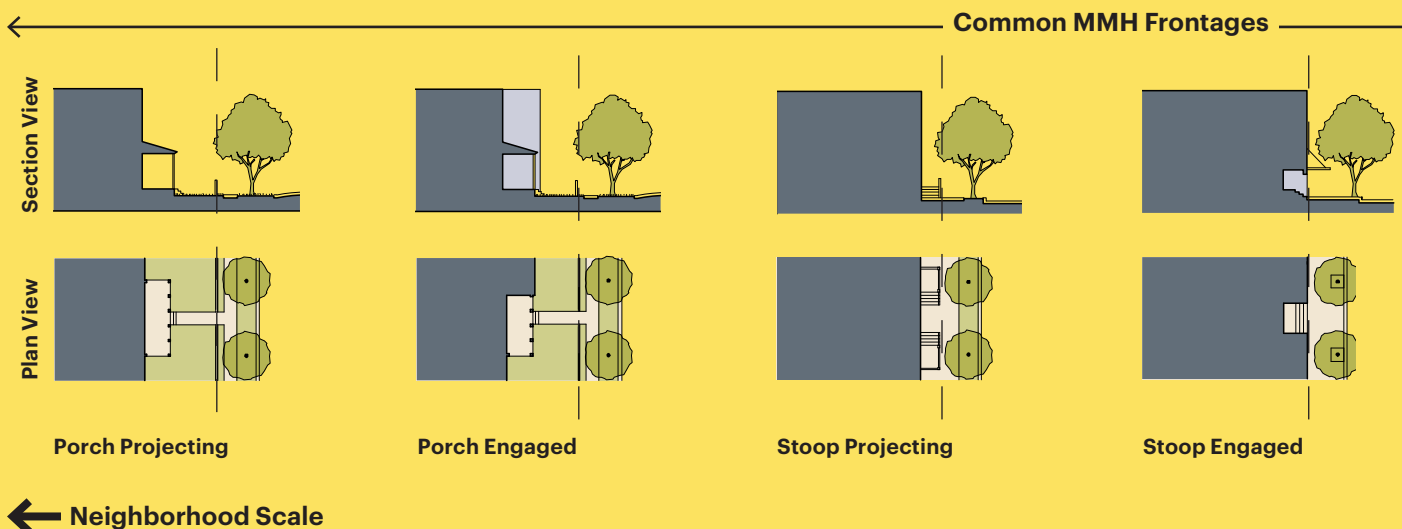 Common MMH Frontages
Section View
Plan View
Porch Projecting
Porch Engaged
Stoop Projecting
Stoop Engaged
Neighborhood Scale